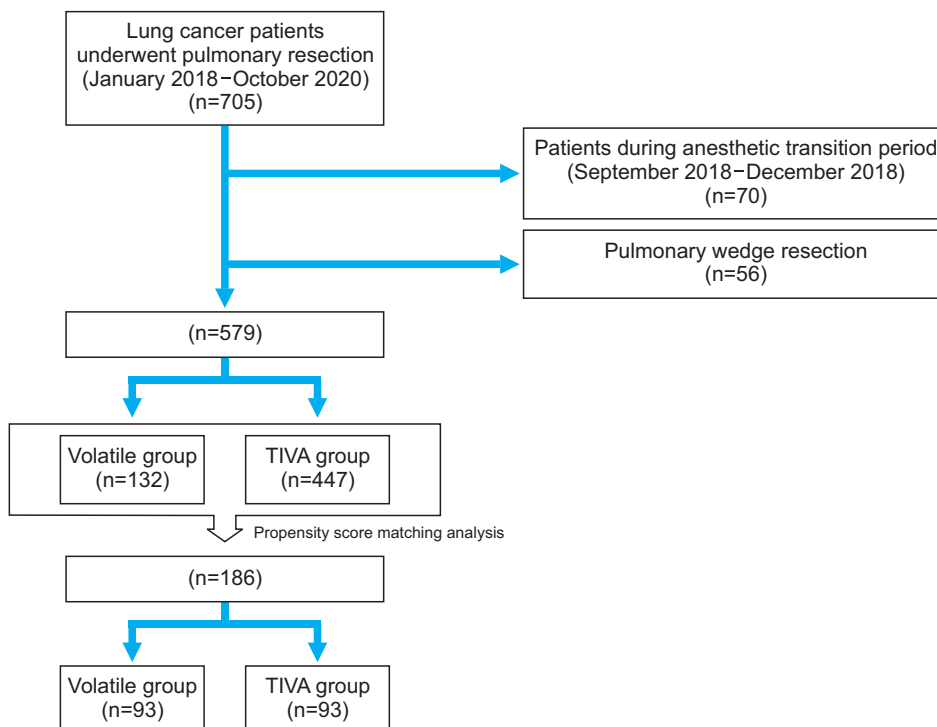 Lung cancer patients
underwent pulmonary resection
(January 2018−October 2020)
(n=705)
Patients during anesthetic transition period
(September 2018−December 2018)
(n=70)
Pulmonary wedge resection
(n=56)
(n=579)
Volatile group
(n=132)
TIVA group
(n=447)
Propensity score matching analysis
(n=186)
Volatile group
(n=93)
TIVA group
(n=93)